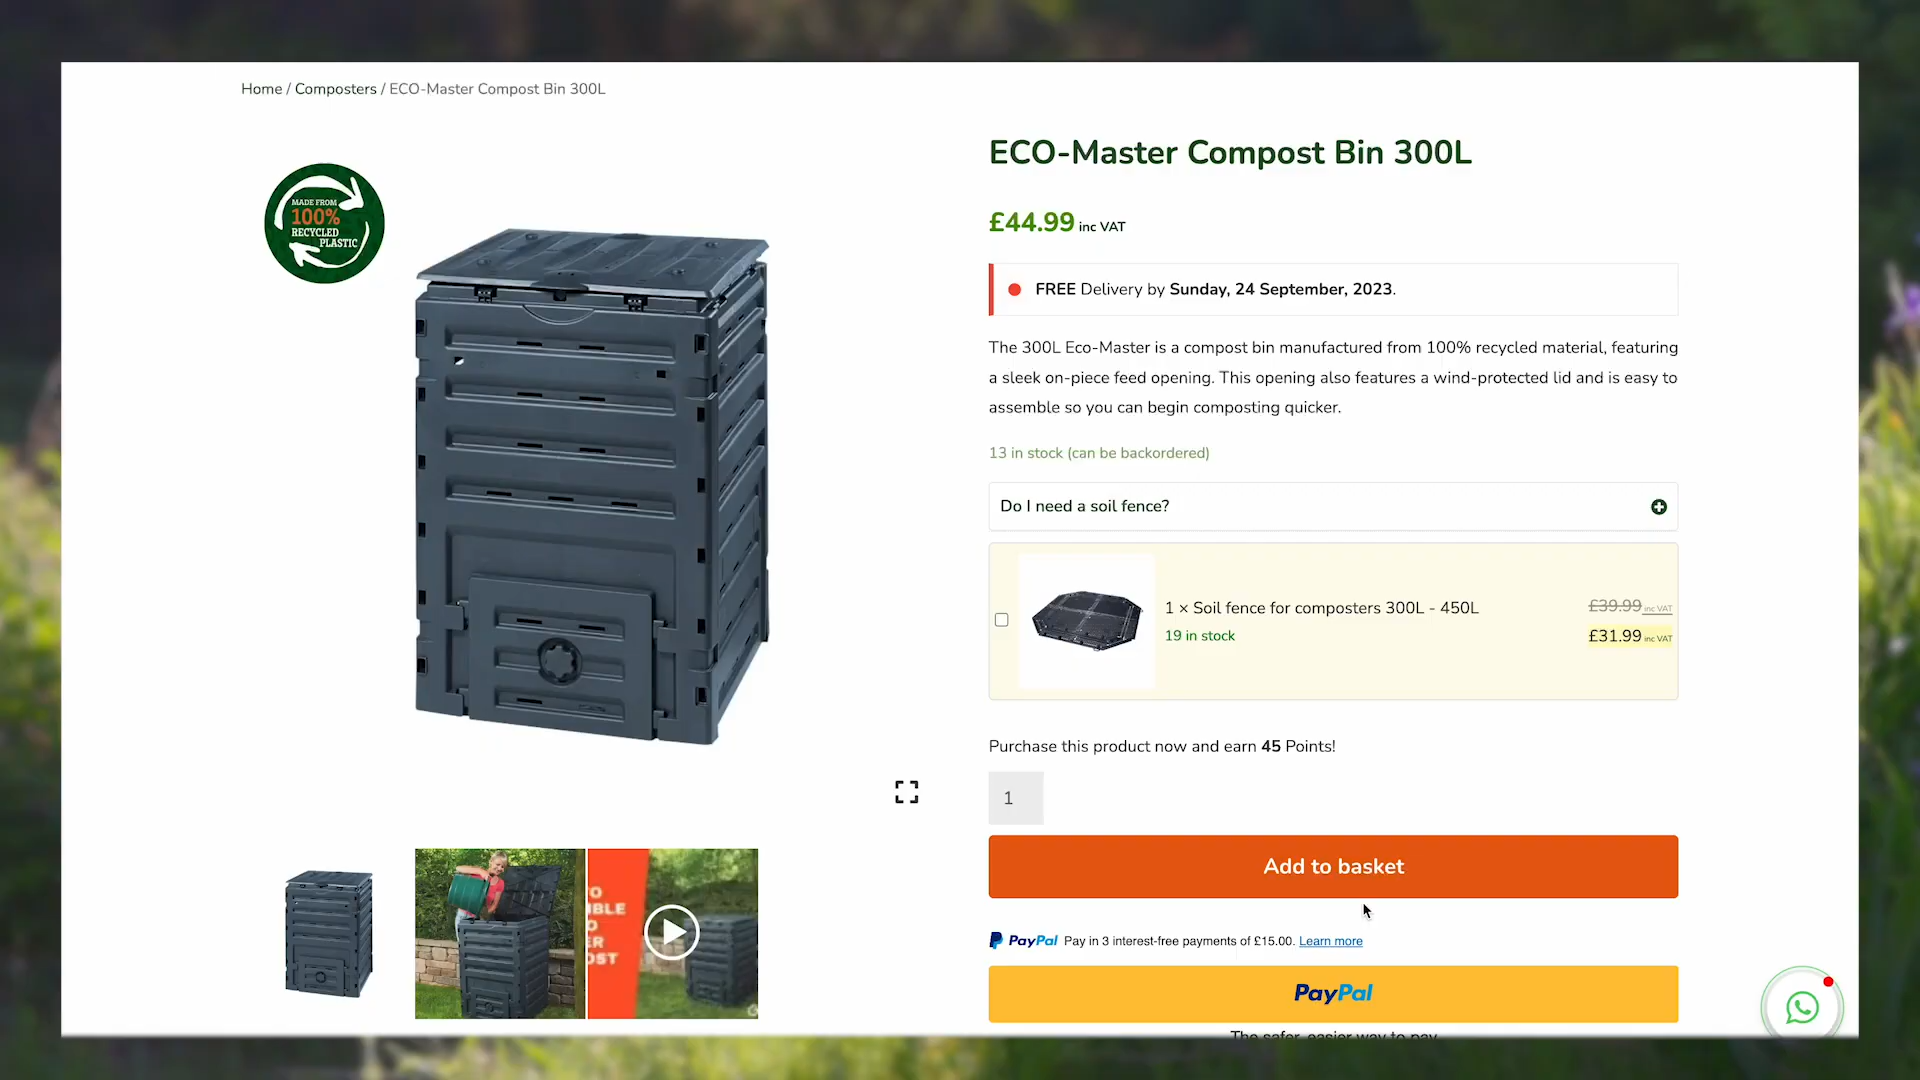 Home / Composters / ECO-Master Compost Bin 300L
MADE FROM
100%
RECYCLED
PLASTIC
ECO-Master Compost Bin 300L
£44.99 inc VAT
FREE Delivery by Sunday, 24 September, 2023.
The 300L Eco-Master is a compost bin manufactured from 100% recycled material, featuring
a sleek on-piece feed opening. This opening also features a wind-protected lid and is easy to
assemble so you can begin composting quicker.
13 in stock (can be backordered)
Do I need a soil fence?
1 × Soil fence for composters 300L - 450L
19 in stock
£39.99 inc VAT
£31.99 inc VAT
Purchase this product now and earn 45 Points!
1
Add to basket
PayPal Pay in 3 interest-free payments of £15.00. Learn more
PayPal
The safer, easier way to pay